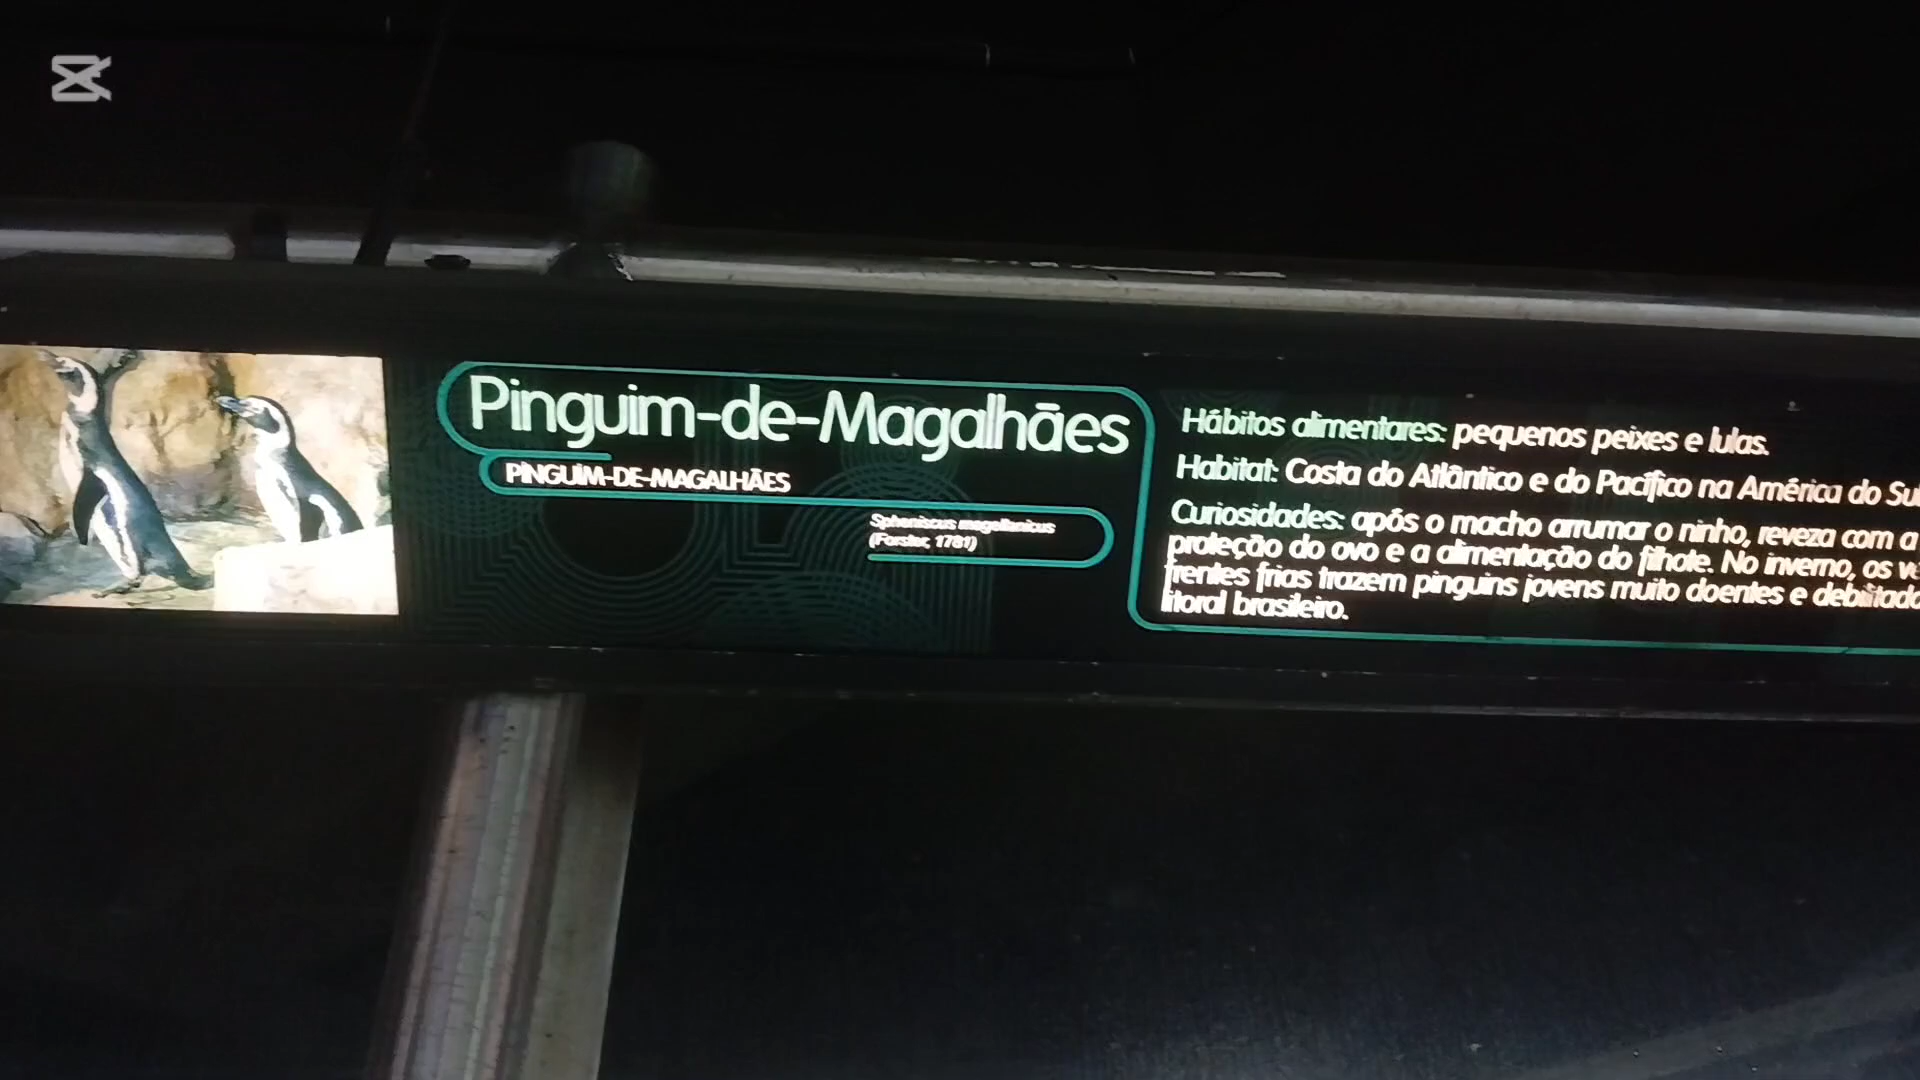 Pinguim-de-Magalhães
PINGUIM-DE-MAGALHÃES
Spheniscus magellanicus
(Forster, 1781)
Hábitos alimentares: pequenos peixes e lulas.
Habitat: Costa do Atlântico e do Pacífico na América do Sul
Curiosidades: após o macho arrumar o ninho, reveza com a
proteção do ovo e a alimentação do filhote. No inverno, os
frentes frias trazem pinguins jovens muito doentes e
litoral brasileiro.